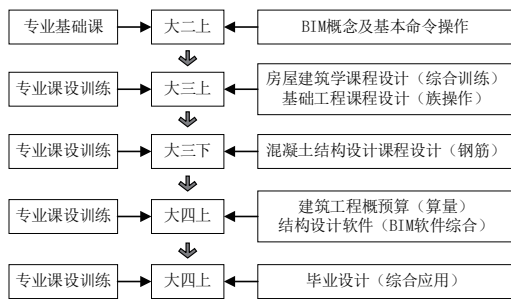 专业基础课
大二上
BIM概念及基本命令操作
专业课设训练
大三上
房屋建筑学课程设计（综合训练）
基础工程课程设计（族操作）
专业课设训练
大三下
混凝土结构设计课程设计（钢筋）
专业课设训练
大四上
建筑工程概预算（算量）
结构设计软件（BIM软件综合）
专业课设训练
大四上
毕业设计（综合应用）